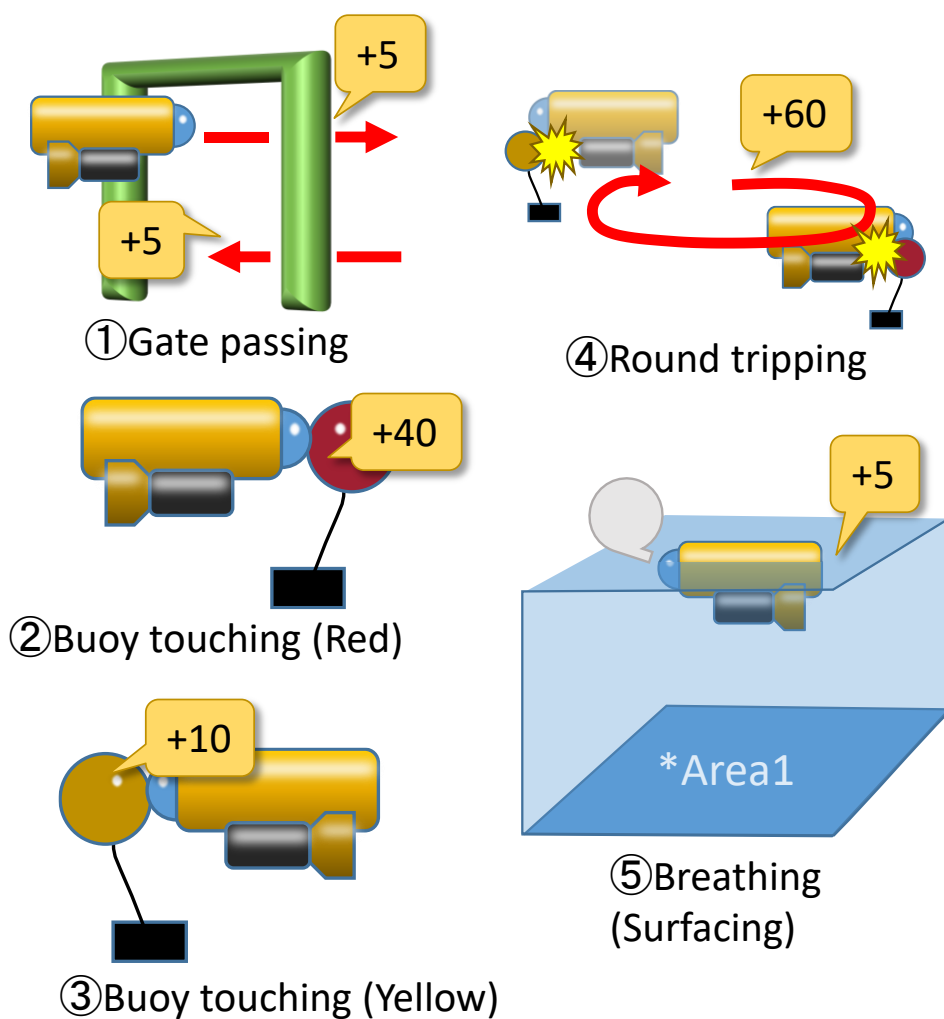 +5
+5
①Gate passing
+40
②Buoy touching (Red)
+10
③Buoy touching (Yellow)
+60
④Round tripping
+5
*Area1
⑤Breathing
(Surfacing)